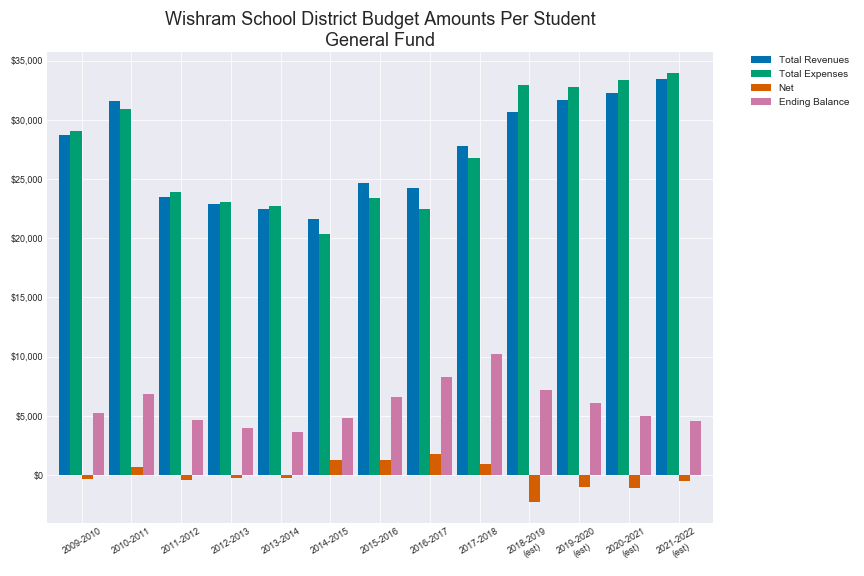 Wishram School District Budget Amounts Per Student
General Fund
Total Revenues
Total Expenses
Net
Ending Balance
$35,000
$30,000
$25,000
$20,000
$15,000
$10,000
$5,000
$0
2009-2010
2010-2011
2011-2012
2012-2013
2013-2014
2014-2015
2015-2016
2016-2017
2017-2018
2018-2019
(est)
2019-2020
(est)
2020-2021
(est)
2021-2022
(est)